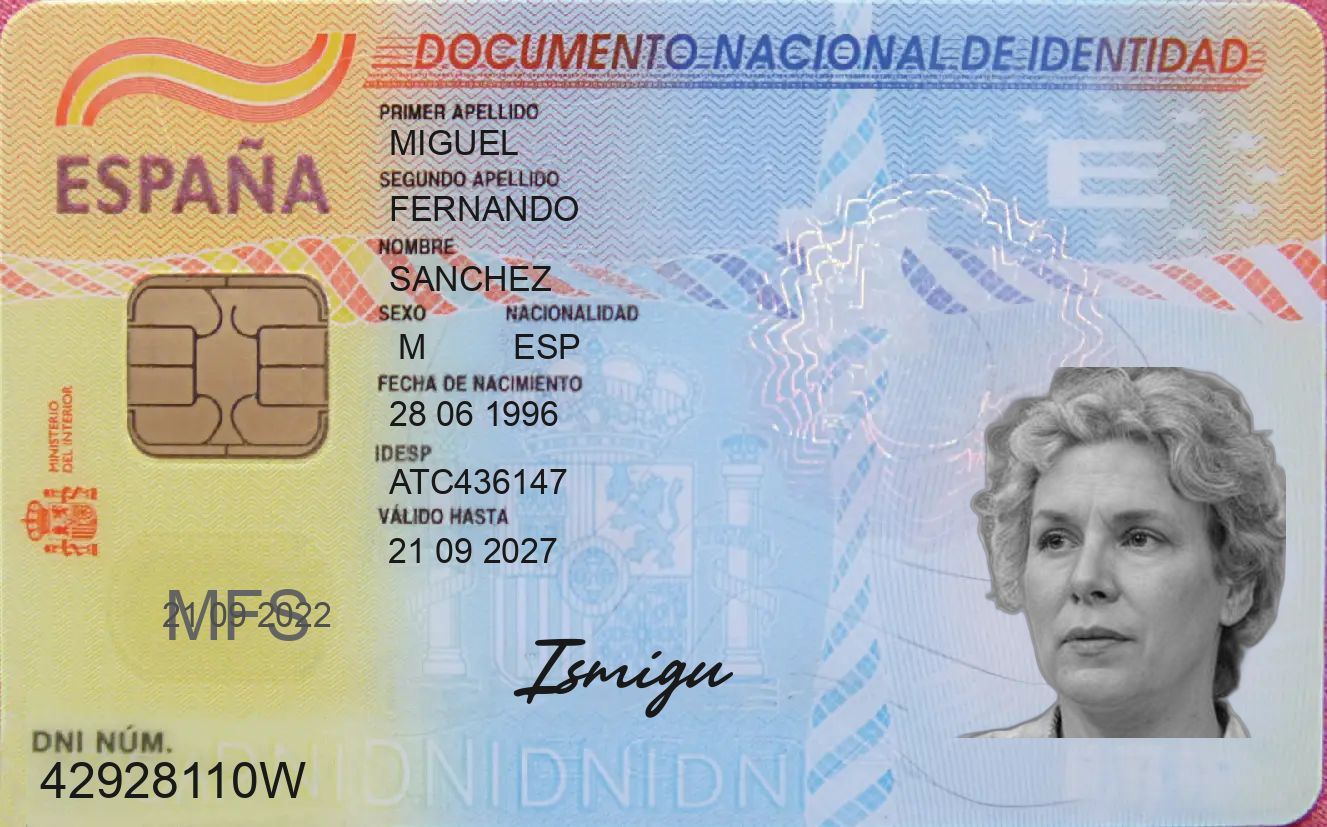 DOCUMENTO NACIONAL DE IDENTIDAD
ESPAÑA
PRIMER APELLIDO
MIGUEL
SEGUNDO APELLIDO
FERNANDO
NOMBRE
SANCHEZ
SEXO NACIONALIDAD
M ESP
FECHA DE NACIMIENTO
28 06 1996
IDESP
ATC436147
VÁLIDO HASTA
21 09 2027
MINISTERIO
DEL INTERIOR
E
MFS
21 09 2022
Ismigu
DNI NÚM.
42928110W
DNIDNIDNIDNI